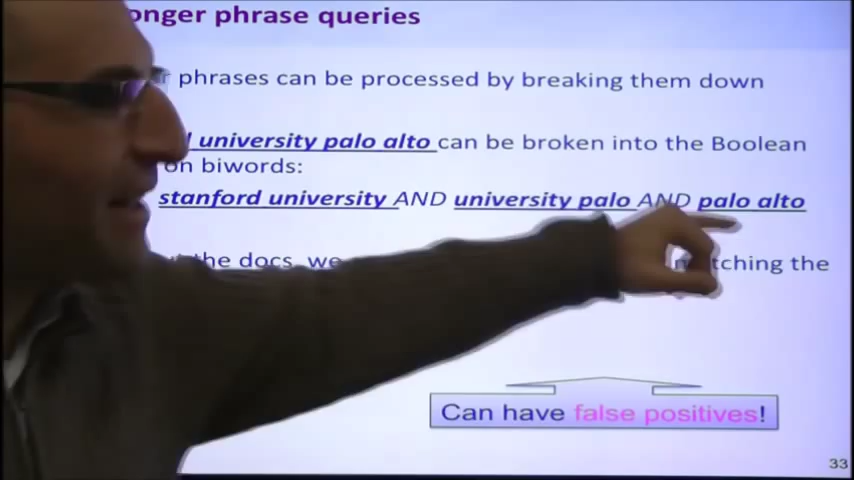 onger phrase queries
phrases can be processed by breaking them down
university palo alto can be broken into the Boolean
on biwords:
stanford university AND university palo AND palo alto
the docs, we
tching the
Can have false positives!
33